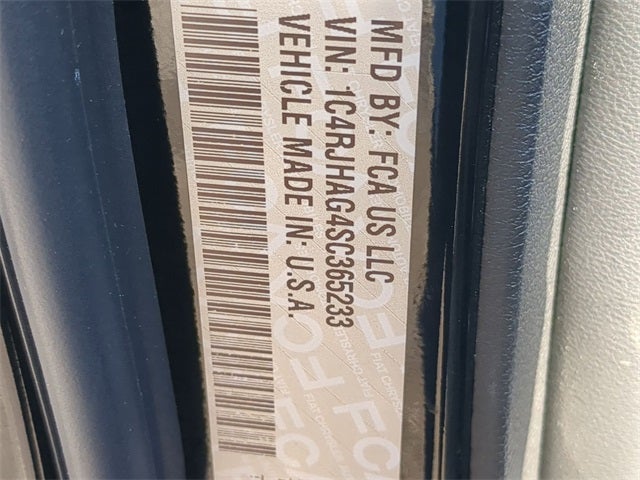 MFD BY: FCA US LLC
VIN: 1C4RJHAG4SC365233
VEHICLE MADE IN: U.S.A.